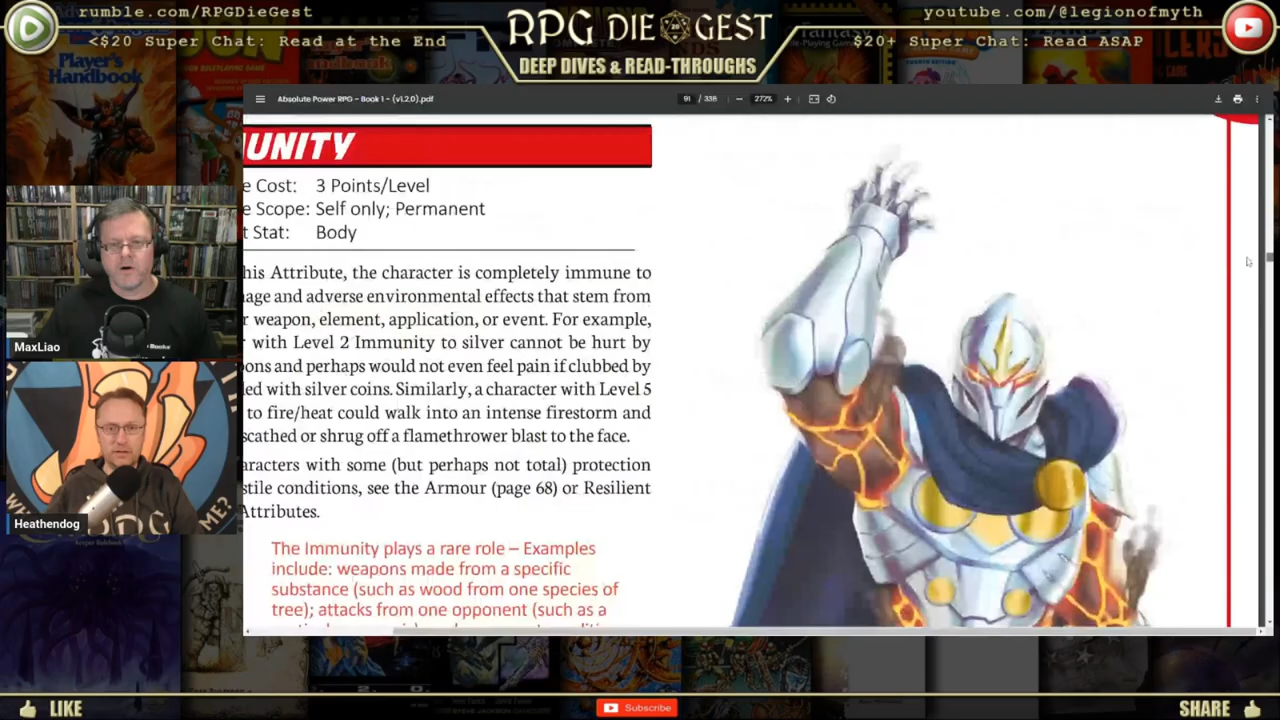 rumble.com/RPGDieGest
<$20 Super Chat: Read at the End
RPG DIE GEST
DEEP DIVES & READ-THROUGHS
youtube.com/@legionofmyth
$20+ Super Chat: Read ASAP
Player's
Handbook
Absolute Power RPG - Book 1 - (v1.2.0).pdf
91 / 338
272%
UNITY
e Cost: 3 Points/Level
e Scope: Self only; Permanent
t Stat: Body
his Attribute, the character is completely immune to
age and adverse environmental effects that stem from
r weapon, element, application, or event. For example,
with Level 2 Immunity to silver cannot be hurt by
ons and perhaps would not even feel pain if clubbed by
ed with silver coins. Similarly, a character with Level 5
to fire/heat could walk into an intense firestorm and
scathed or shrug off a flamethrower blast to the face.
aracters with some (but perhaps not total) protection
stile conditions, see the Armour (page 68) or Resilient
Attributes.
The Immunity plays a rare role – Examples
include: weapons made from a specific
substance (such as wood from one species of
tree); attacks from one opponent (such as a
MaxLiao
ME?
Heathendog
LIKE
Subscribe
SHARE